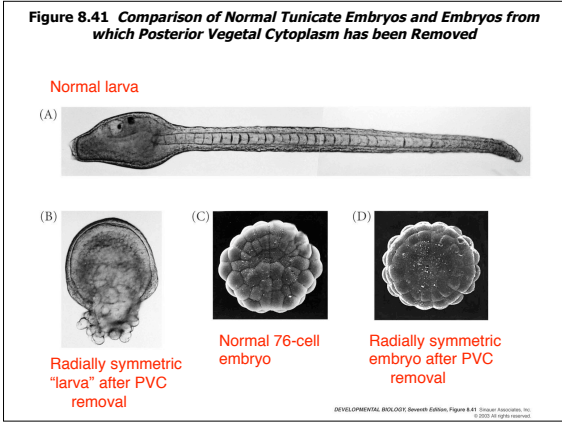 Figure 8.41 Comparison of Normal Tunicate Embryos and Embryos from
which Posterior Vegetal Cytoplasm has been Removed
Normal larva
(A)
(B)
(C)
(D)
Normal 76-cell
embryo
Radially symmetric
embryo after PVC
removal
Radially symmetric
“larva” after PVC
removal
DEVELOPMENTAL BIOLOGY, Seventh Edition, Figure 8.41 Sinauer Associates, Inc.
© 2003 All rights reserved.